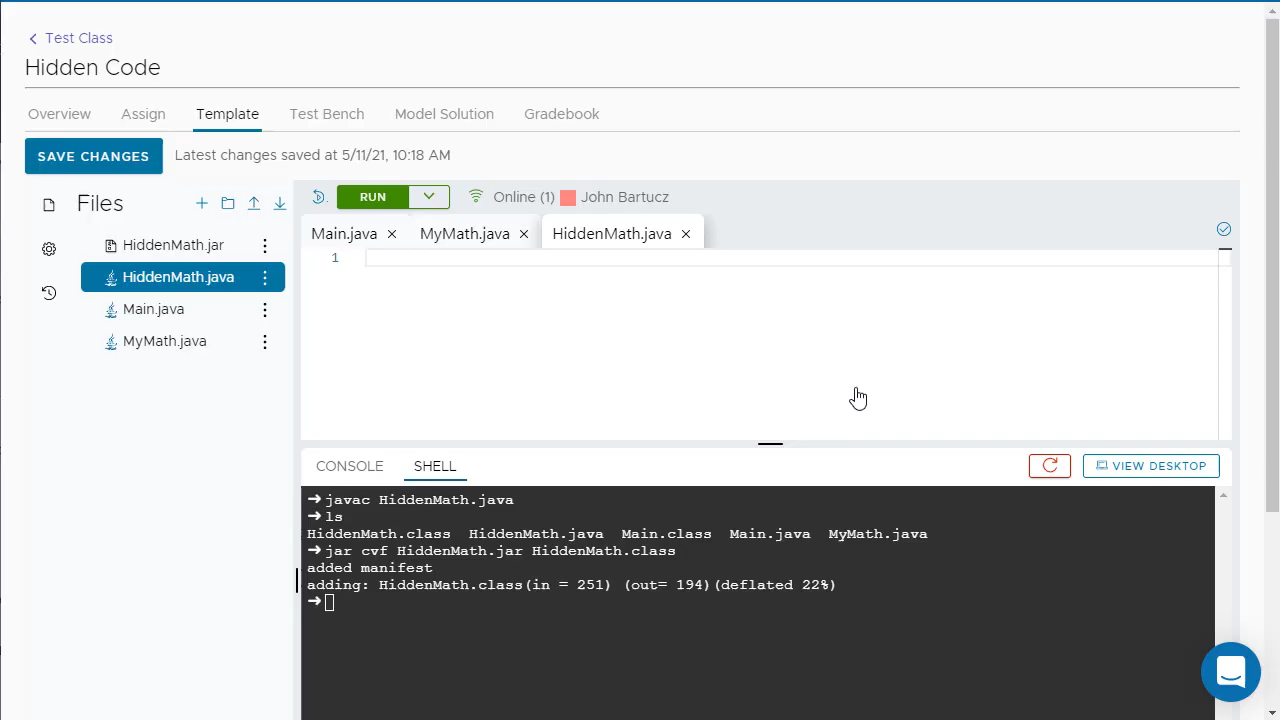 Test Class
Hidden Code
Overview Assign Template Test Bench Model Solution Gradebook
SAVE CHANGES Latest changes saved at 5/11/21, 10:18 AM
Files
RUN Online (1) John Bartucz
Main.java MyMath.java HiddenMath.java
HiddenMath.jar
HiddenMath.java
Main.java
MyMath.java
1
CONSOLE SHELL VIEW DESKTOP
➜ javac HiddenMath.java
➜ ls
HiddenMath.class HiddenMath.java Main.class Main.java MyMath.java
➜ jar cvf HiddenMath.jar HiddenMath.class
added manifest
adding: HiddenMath.class(in = 251) (out= 194)(deflated 22%)
➜